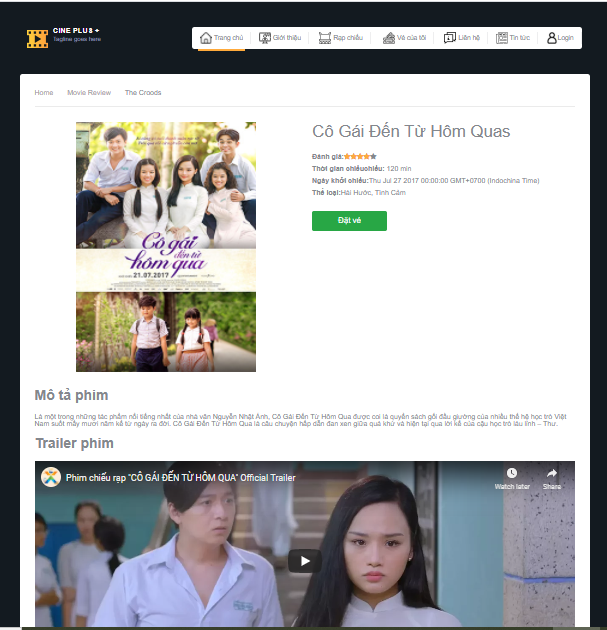 CINE PLUS +
Tagline goes here
Trang chủ Giới thiệu Rạp chiếu Vé của tôi Liên hệ Tin tức Login
Home Movie Review The Croods
Cô Gái Đến Từ Hôm Quas
Đánh giá:
Thời gian chiếuchiếu: 120 min
Ngày khởi chiếu:Thu Jul 27 2017 00:00:00 GMT+0700 (Indochina Time)
Thể loại:Hài Hước, Tình Cảm
Đặt vé
Cô gái
đến từ
hôm qua
21.07.2017
Mô tả phim
Là một trong những tác phẩm nổi tiếng nhất của nhà văn Nguyễn Nhật Ánh, Cô Gái Đến Từ Hôm Qua được coi là quyển sách gối đầu giường của nhiều thế hệ học trò Việt
Nam suốt mấy mươi năm kể từ ngày ra đời. Cô Gái Đến Từ Hôm Qua là câu chuyện hấp dẫn đan xen giữa quá khứ và hiện tại qua lời kể của cậu học trò láu lỉnh – Thư.
Trailer phim
Phim chiếu rạp "CÔ GÁI ĐẾN TỪ HÔM QUA" Official Trailer
Watch later Share